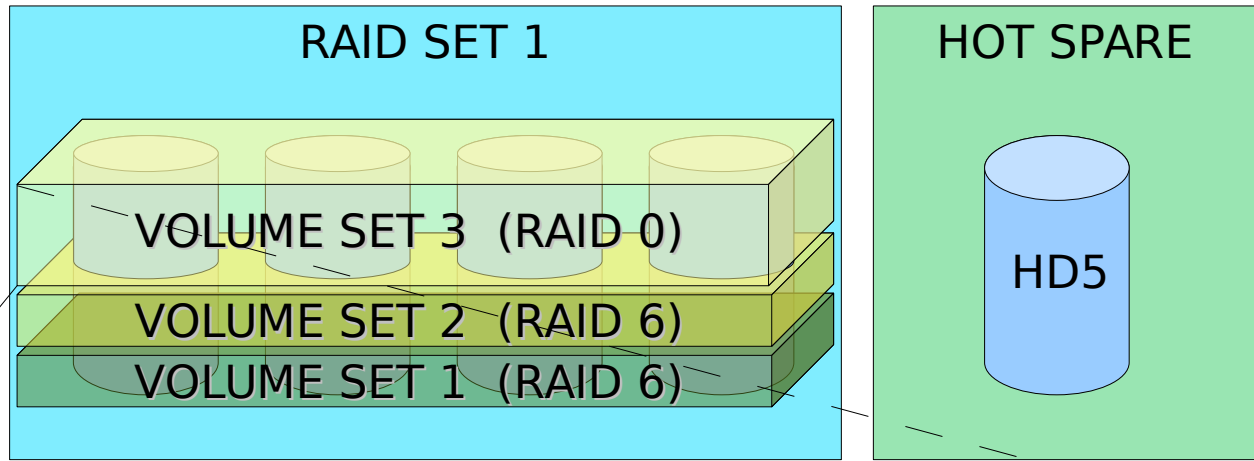 RAID SET 1
HOT SPARE
VOLUME SET 3 (RAID 0)
HD5
VOLUME SET 2 (RAID 6)
VOLUME SET 1 (RAID 6)